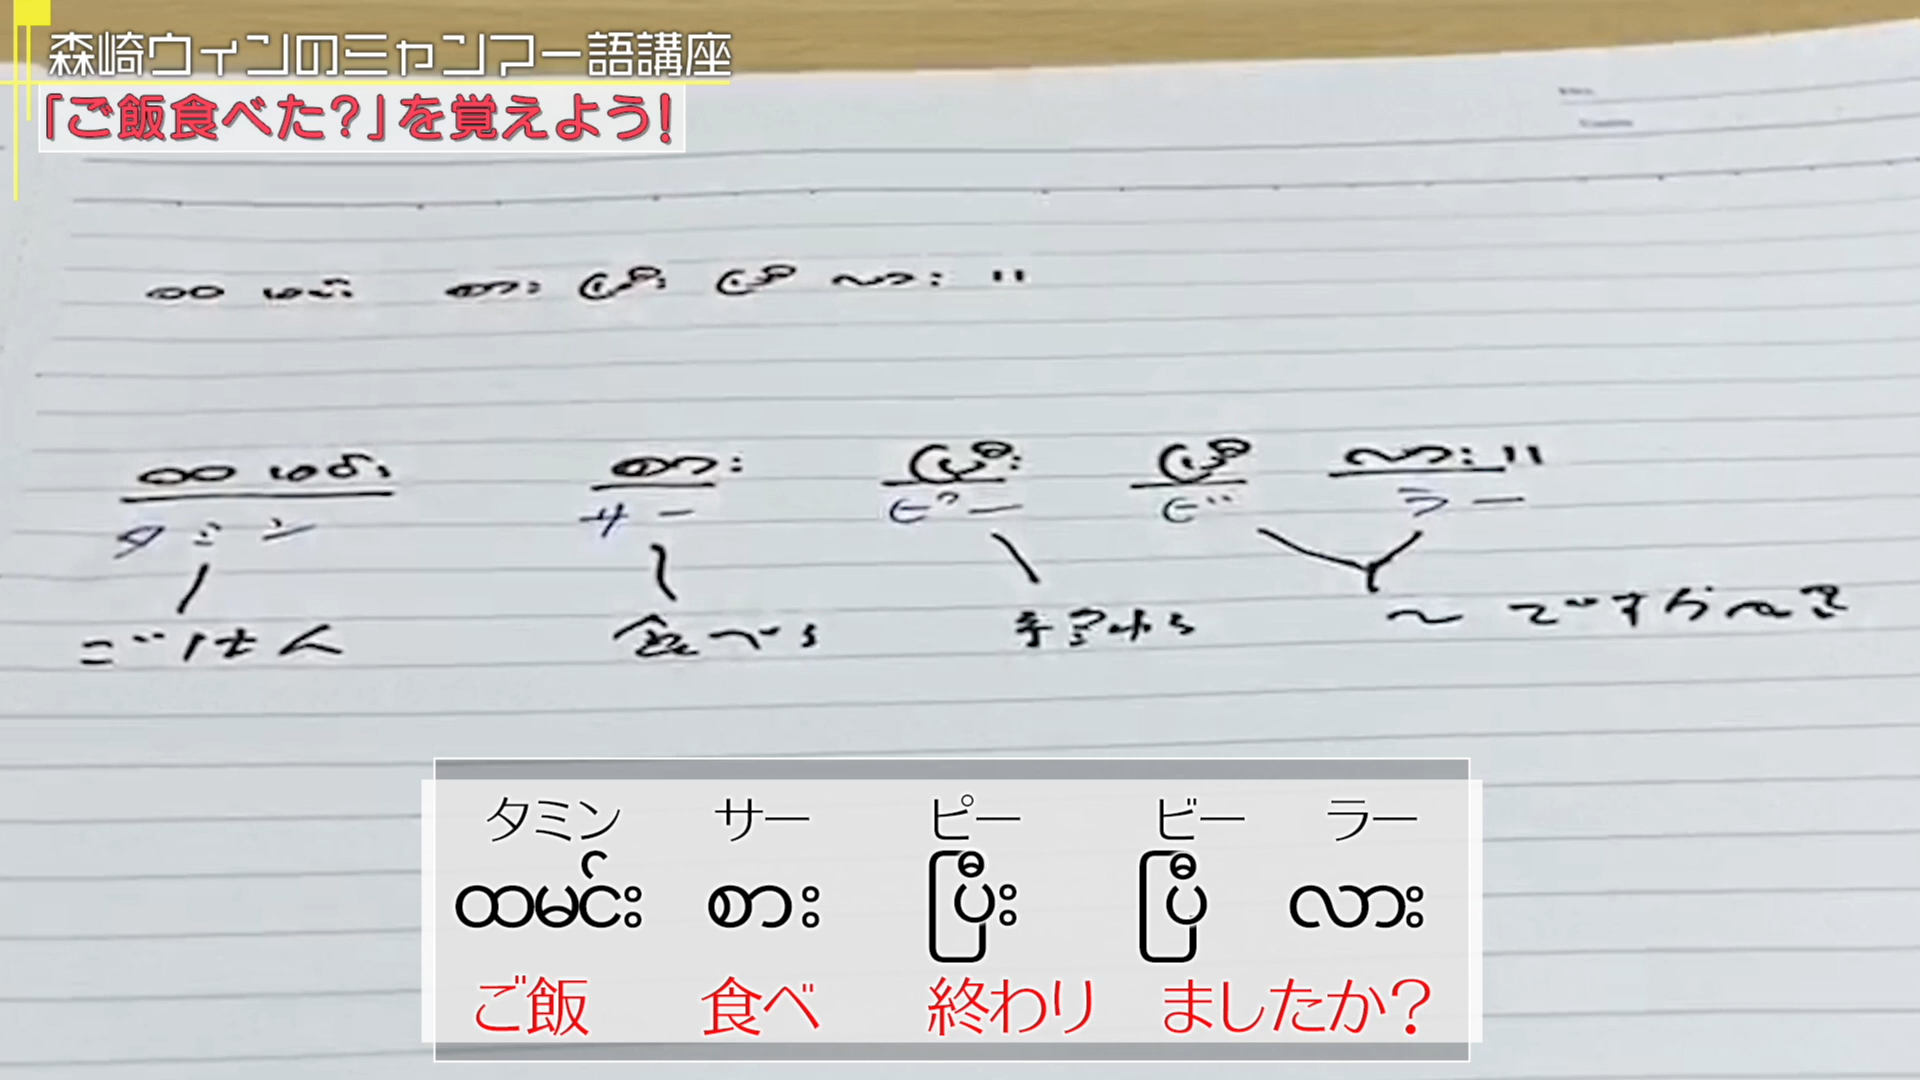 森崎ウィンのミャンマー語講座
「ご飯食べた？」を覚えよう！
ထမင်း စားပြီးပြီလား။
ထမင်း စား ပြီး ပြီ လား။
タミン サー ピー ビ ラー
ごはん 食べる 〜ですか？
タミン サー ピー ビー ラー
ထမင်း စား ပြီး ပြီ လား
ご飯 食べ 終わり ましたか？